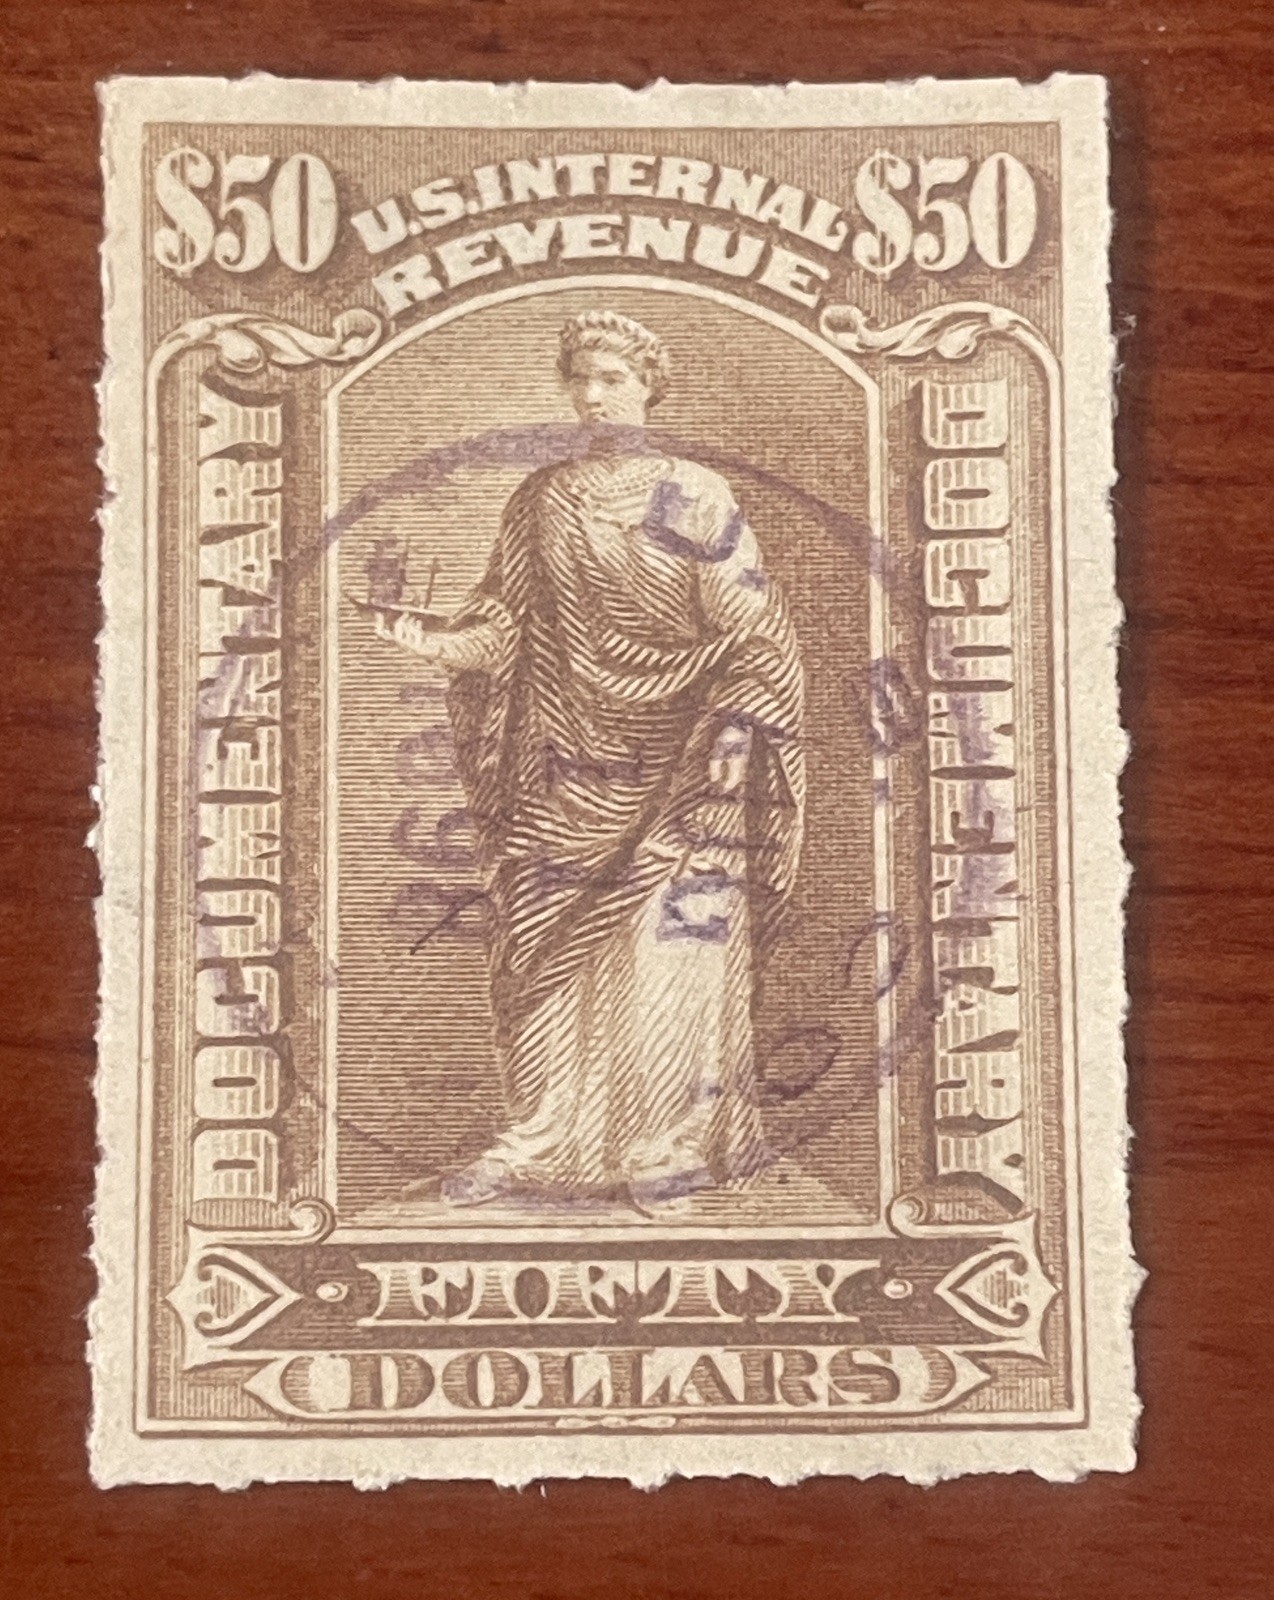 $50 U.S. INTERNAL $50
REVENUE
DOCUMENTARY
DOCUMENTARY
FIFTY
DOLLARS